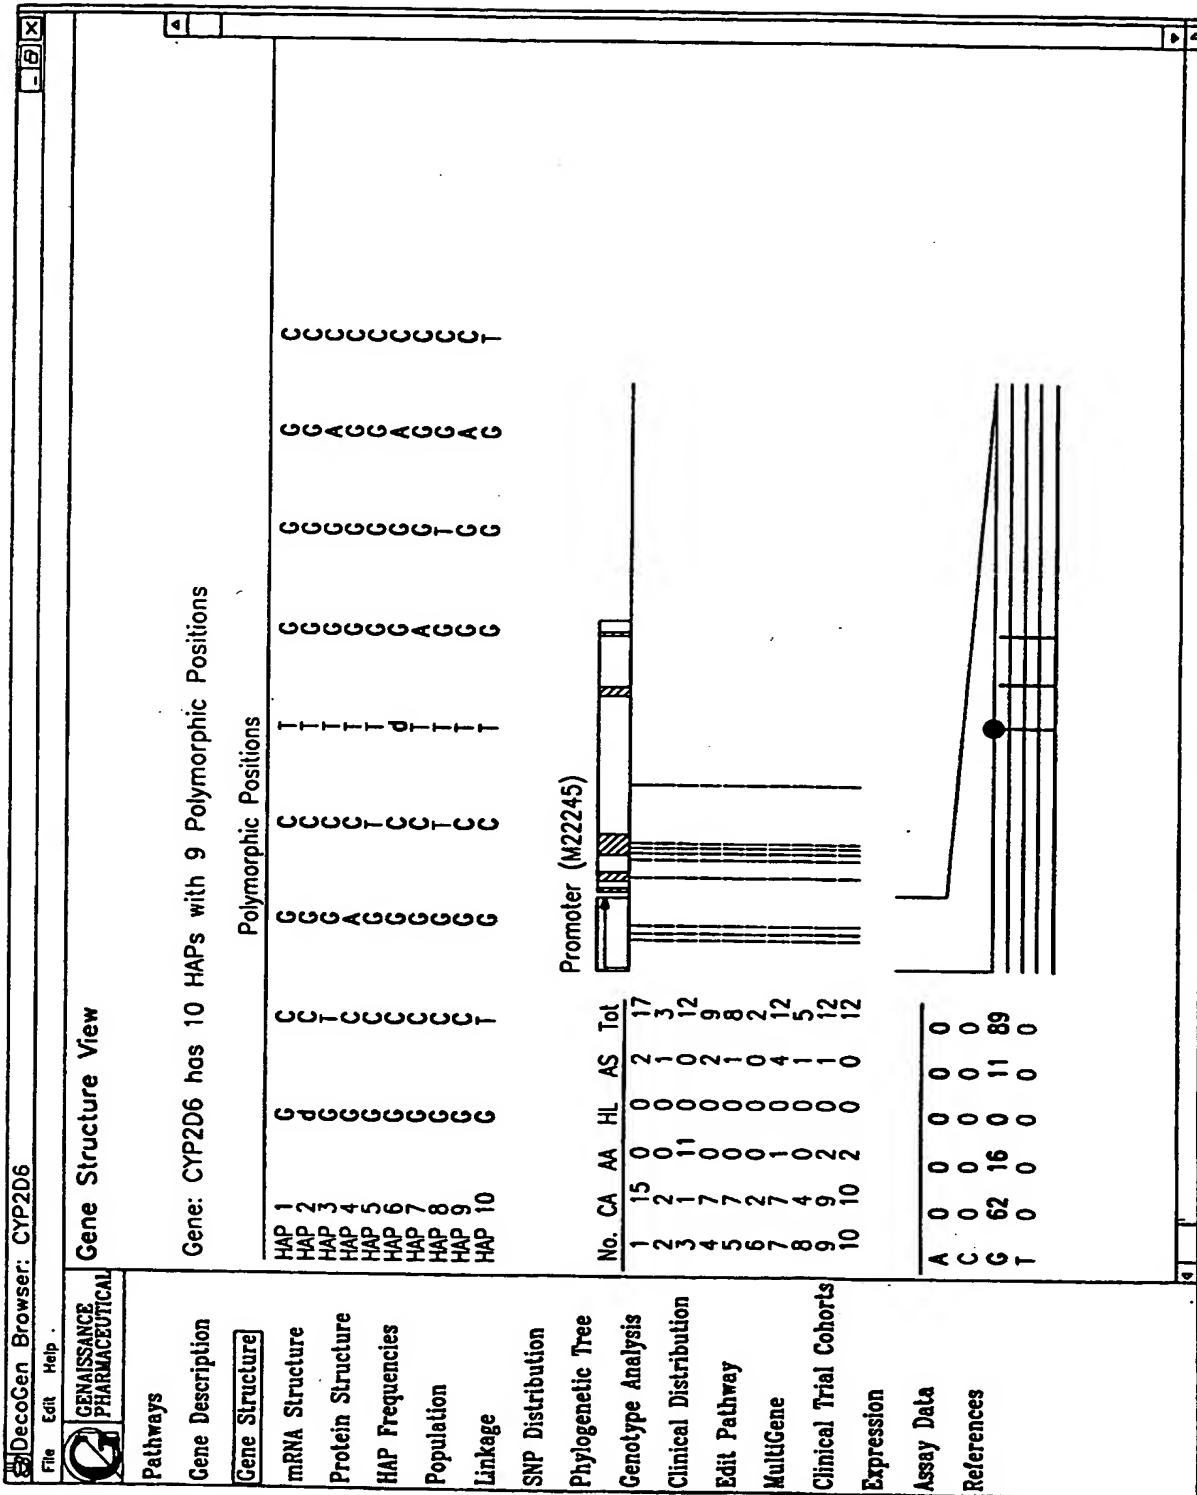 DecoGen Browser: CYP2D6
File Edit Help
GENAISSANCE
PHARMACEUTICAL
Pathways
Gene Description
Gene Structure
mRNA Structure
Protein Structure
HAP Frequencies
Population
Linkage
SNP Distribution
Phylogenetic Tree
Genotype Analysis
Clinical Distribution
Edit Pathway
MultiGene
Clinical Trial Cohorts
Expression
Assay Data
References
Gene Structure View
Gene: CYP2D6 has 10 HAPs with 9 Polymorphic Positions
Polymorphic Positions
HAP 1 G C G C T G G G C
HAP 2 d C G C T G G G C
HAP 3 G T G C T G G A C
HAP 4 G C A C T G G G C
HAP 5 G C G T T G G G C
HAP 6 G C G C d G G A C
HAP 7 G C G C T A G G C
HAP 8 G C G T T G T G C
HAP 9 G C G C T G G A C
HAP 10 G T G C T G G G T
Promoter (M22245)
No. CA AA HL AS Tot
1 15 0 0 2 17
2 2 0 0 1 3
3 1 11 0 0 12
4 7 0 0 2 9
5 7 0 0 1 8
6 2 0 0 0 2
7 7 1 0 4 12
8 4 0 0 1 5
9 9 2 0 1 12
10 10 2 0 0 12
A 0 0 0 0 0
C 0 0 0 0 0
G 62 16 0 11 89
T 0 0 0 0 0